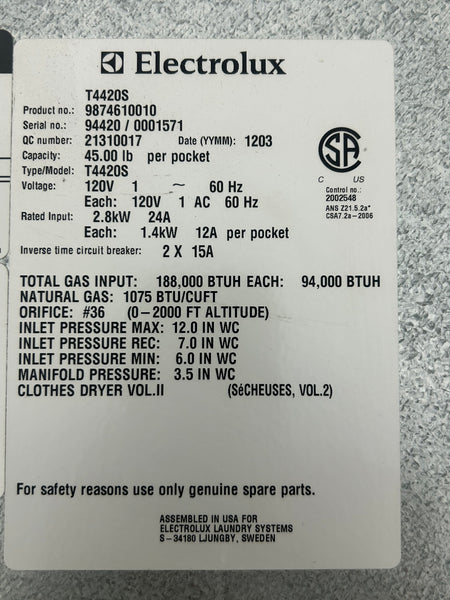 Electrolux
T4420S
Product no.: 9874610010
Serial no.: 94420 / 0001571
QC number: 21310017 Date (YYMM): 1203
Capacity: 45.00 lb per pocket
Type/Model: T4420S
Voltage: 120V 1 ~ 60 Hz
Each: 120V 1 AC 60 Hz
Rated Input: 2.8kW 24A
Each: 1.4kW 12A per pocket
Inverse time circuit breaker: 2 X 15A
CSA
C US
Control no.:
2002548
ANS Z21.5.2a*
CSA7.2a-2006
TOTAL GAS INPUT: 188,000 BTUH EACH: 94,000 BTUH
NATURAL GAS: 1075 BTU/CUFT
ORIFICE: #36 (0-2000 FT ALTITUDE)
INLET PRESSURE MAX: 12.0 IN WC
INLET PRESSURE REC: 7.0 IN WC
INLET PRESSURE MIN: 6.0 IN WC
MANIFOLD PRESSURE: 3.5 IN WC
CLOTHES DRYER VOL.II (SéCHEUSES, VOL.2)
For safety reasons use only genuine spare parts.
ASSEMBLED IN USA FOR
ELECTROLUX LAUNDRY SYSTEMS
S-34180 LJUNGBY, SWEDEN